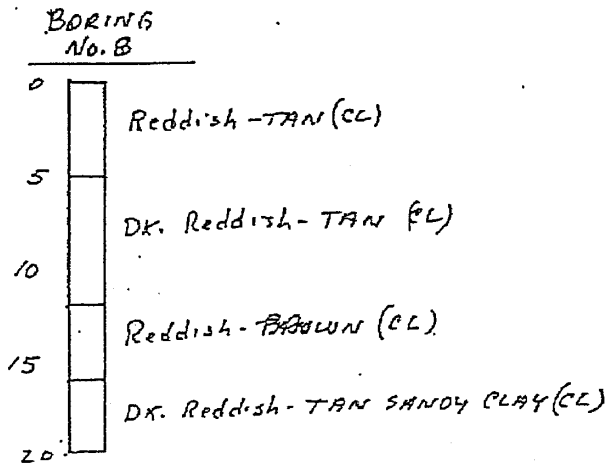 BORING
No. 8
0
Reddish-TAN (CL)
5
DK. Reddish-TAN (CL)
10
Reddish-BROWN (CL)
15
DK. Reddish-TAN SANDY CLAY (CL)
20